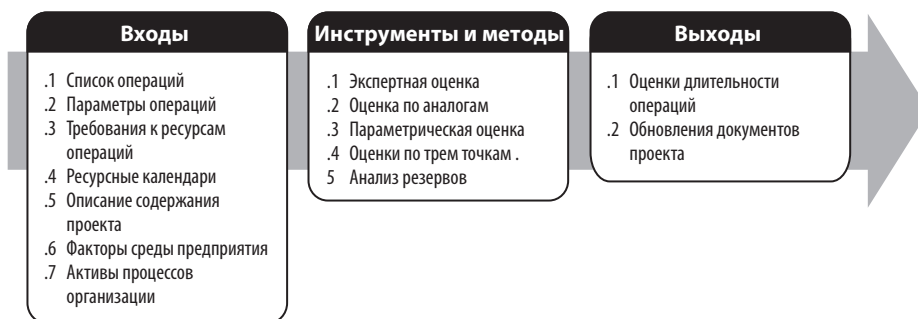 Входы
.1 Список операций
.2 Параметры операций
.3 Требования к ресурсам
операций
.4 Ресурсные календари
.5 Описание содержания
проекта
.6 Факторы среды предприятия
.7 Активы процессов
организации
Инструменты и методы
.1 Экспертная оценка
.2 Оценка по аналогам
.3 Параметрическая оценка
.4 Оценки по трем точкам .
5 Анализ резервов
Выходы
.1 Оценки длительности
операций
.2 Обновления документов
проекта